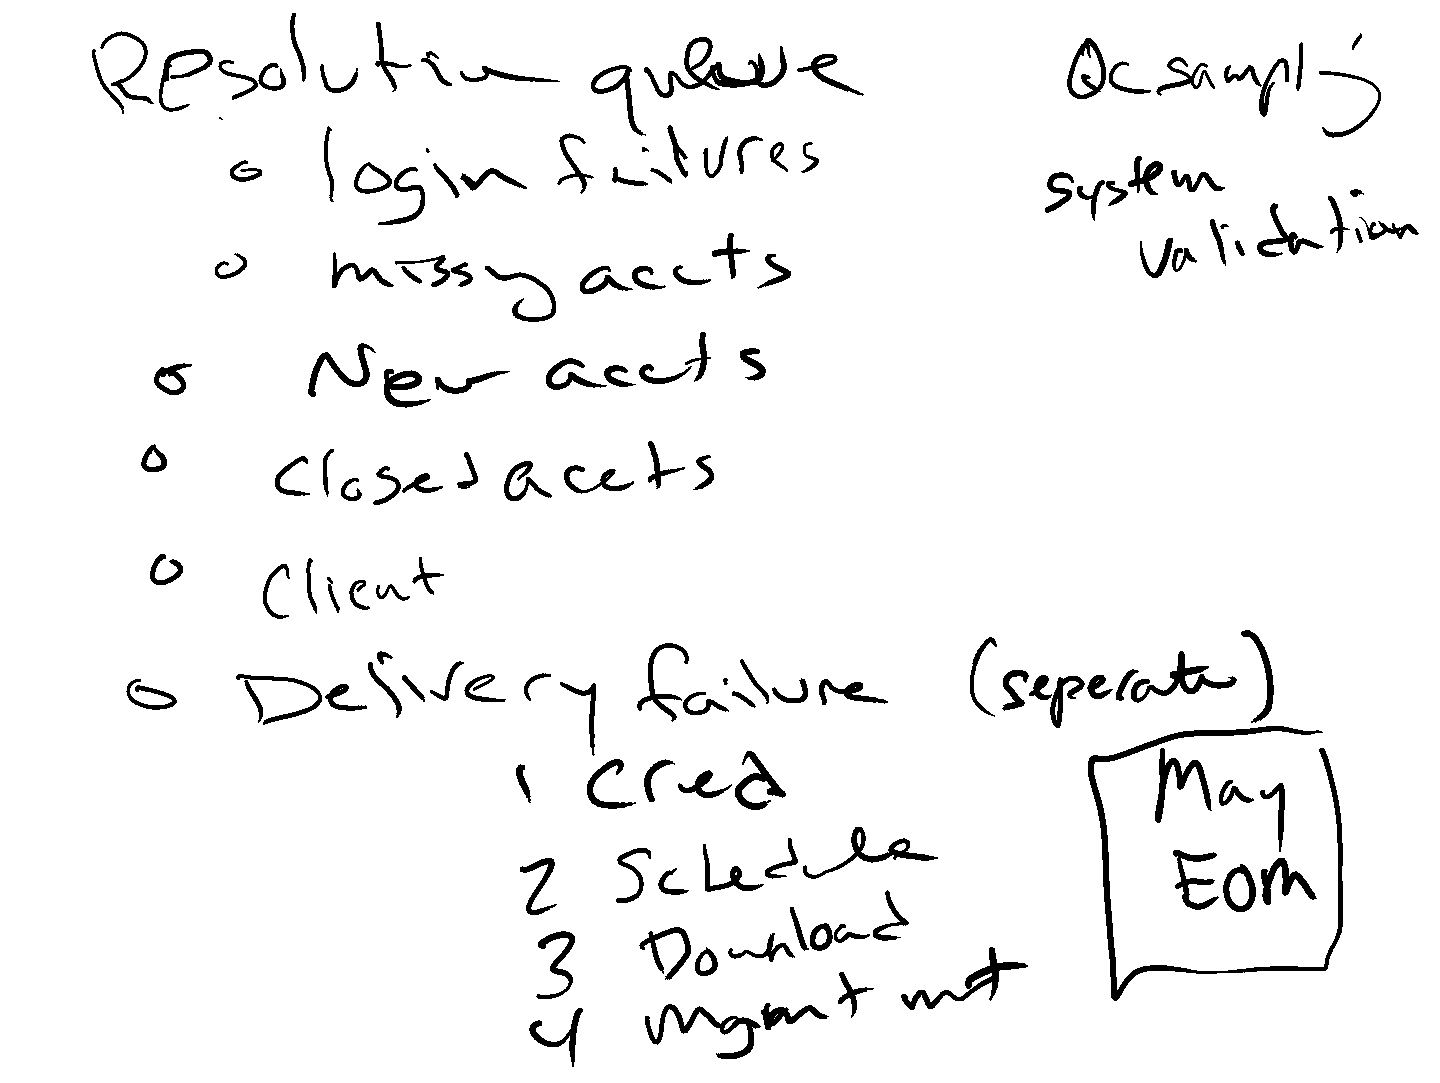 Resolution queue
login failures
missing accts
New accts
Closed accts
Client
Delivery failure (seperate)
1 Cred
2 Schedule
3 Download
4 Mgmt
QC sampling
system
validation
May
EOM